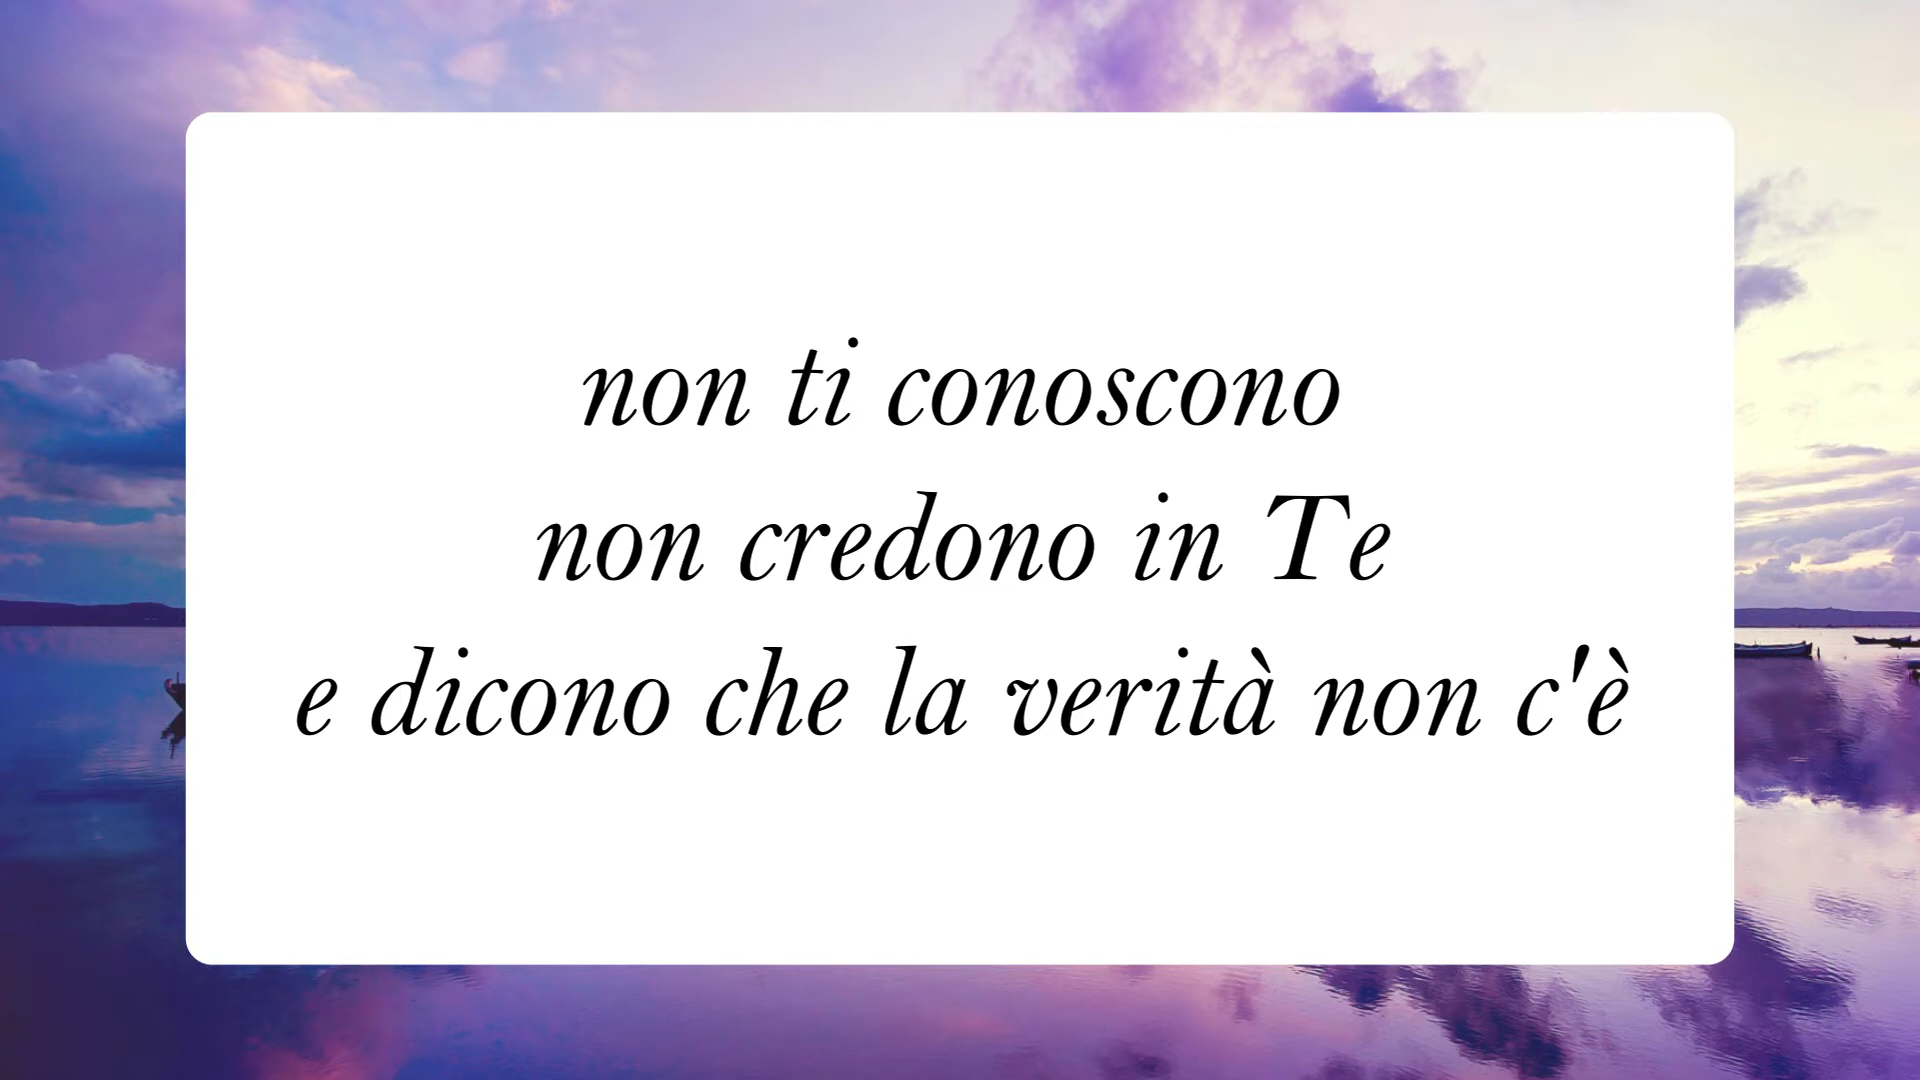 non ti conoscono
non credono in Te
e dicono che la verità non c'è